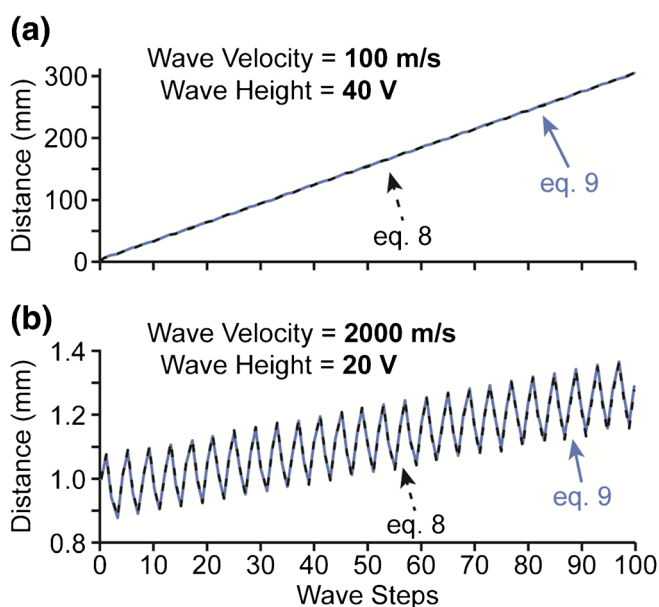 (a)
Wave Velocity = 100 m/s
Wave Height = 40 V
Distance (mm)
300
200
100
0
eq. 9
eq. 8
(b)
Wave Velocity = 2000 m/s
Wave Height = 20 V
Distance (mm)
1.4
1.2
1.0
0.8
eq. 9
eq. 8
0 10 20 30 40 50 60 70 80 90 100
Wave Steps